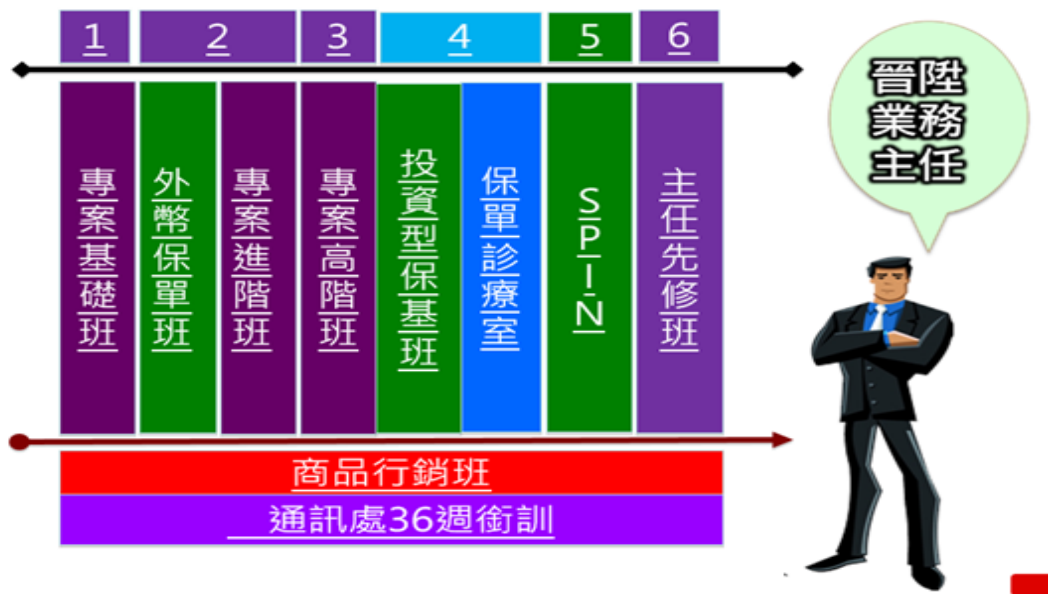 1
2
3
4
5
6
晉陞
業務
主任
專案基礎班
外幣保單班
專案進階班
專案高階班
投資型保基班
保單診療室
SPIN
主任先修班
商品行銷班
通訊處36週銜訓